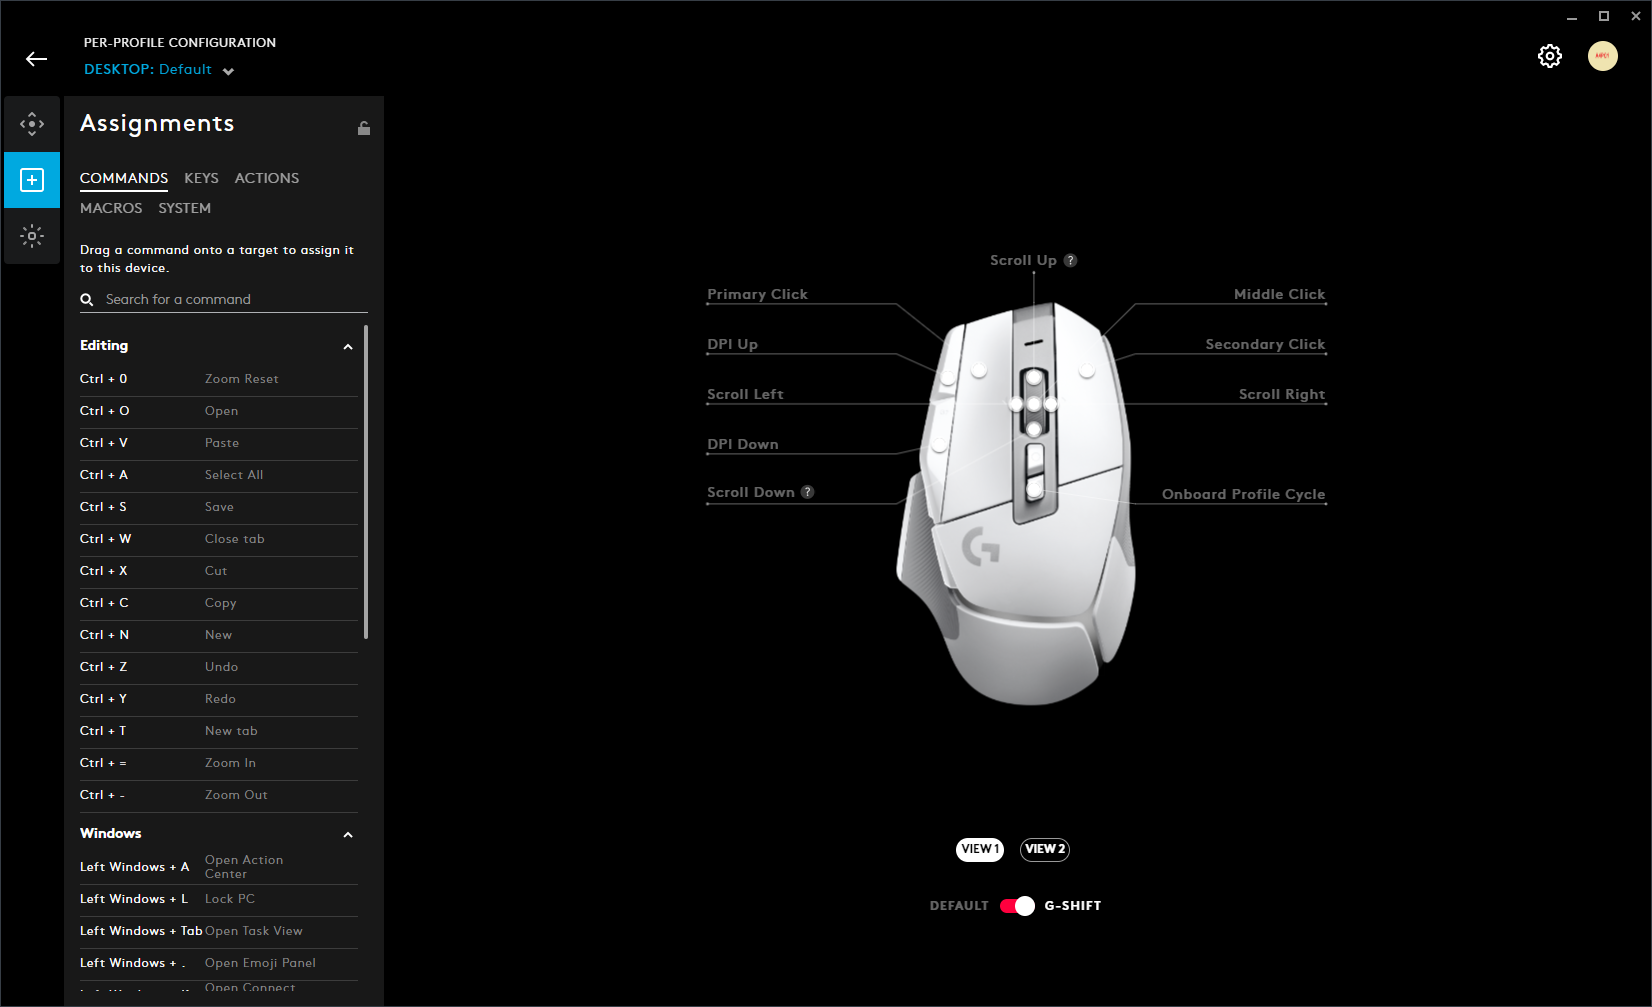 PER-PROFILE CONFIGURATION
DESKTOP: Default
Assignments
COMMANDS KEYS ACTIONS
MACROS SYSTEM
Drag a command onto a target to assign it
to this device.
Search for a command
Editing
Ctrl + 0 Zoom Reset
Ctrl + O Open
Ctrl + V Paste
Ctrl + A Select All
Ctrl + S Save
Ctrl + W Close tab
Ctrl + X Cut
Ctrl + C Copy
Ctrl + N New
Ctrl + Z Undo
Ctrl + Y Redo
Ctrl + T New tab
Ctrl + = Zoom In
Ctrl + - Zoom Out
Windows
Left Windows + A Open Action
Center
Left Windows + L Lock PC
Left Windows + Tab Open Task View
Left Windows + . Open Emoji Panel
Open Connect
Scroll Up ?
Primary Click
DPI Up
Scroll Left
DPI Down
Scroll Down ?
Middle Click
Secondary Click
Scroll Right
Onboard Profile Cycle
VIEW 1 VIEW 2
DEFAULT G-SHIFT